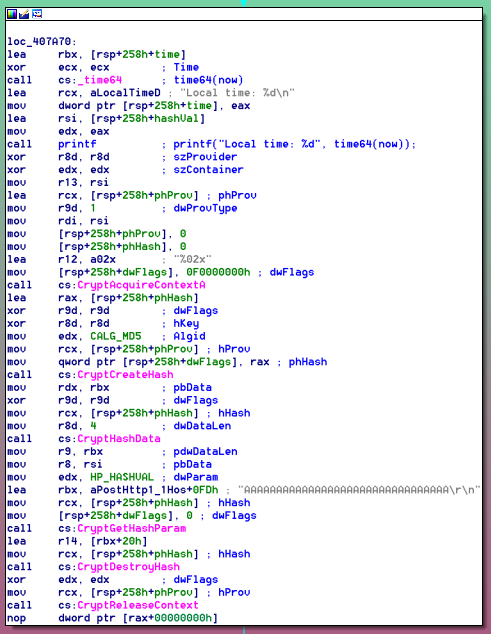 loc_407A70:
lea rbx, [rsp+258h+time]
xor ecx, ecx ; Time
call cs:_time64 ; time64(now)
lea rcx, aLocalTimeD ; "Local time: %d\n"
mov dword ptr [rsp+258h+time], eax
lea rsi, [rsp+258h+hashVal]
mov edx, eax
call printf ; printf("Local time: %d", time64(now));
xor r8d, r8d ; szProvider
xor edx, edx ; szContainer
mov r13, rsi
lea rcx, [rsp+258h+phProv] ; phProv
mov r9d, 1 ; dwProvType
mov rdi, rsi
mov [rsp+258h+phProv], 0
mov [rsp+258h+phHash], 0
lea r12, a02x ; "%02x"
mov [rsp+258h+dwFlags], 0F0000000h ; dwFlags
call cs:CryptAcquireContextA
lea rax, [rsp+258h+phHash]
xor r9d, r9d ; dwFlags
xor r8d, r8d ; hKey
mov edx, CALG_MD5 ; Algid
mov rcx, [rsp+258h+phProv] ; hProv
mov qword ptr [rsp+258h+dwFlags], rax ; phHash
call cs:CryptCreateHash
mov rdx, rbx ; pbData
xor r9d, r9d ; dwFlags
mov rcx, [rsp+258h+phHash] ; hHash
mov r8d, 4 ; dwDataLen
call cs:CryptHashData
mov r9, rbx ; pdwDataLen
mov r8, rsi ; pbData
mov edx, HP_HASHVAL ; dwParam
lea rbx, aPostHttp1_1Hos+0FDh ; "AAAAAAAAAAAAAAAAAAAAAAAAAAAAAAAA\r\n"
mov rcx, [rsp+258h+phHash] ; hHash
mov [rsp+258h+dwFlags], 0 ; dwFlags
call cs:CryptGetHashParam
lea r14, [rbx+20h]
mov rcx, [rsp+258h+phHash] ; hHash
call cs:CryptDestroyHash
xor edx, edx ; dwFlags
mov rcx, [rsp+258h+phProv] ; hProv
call cs:CryptReleaseContext
nop dword ptr [rax+00000000h]